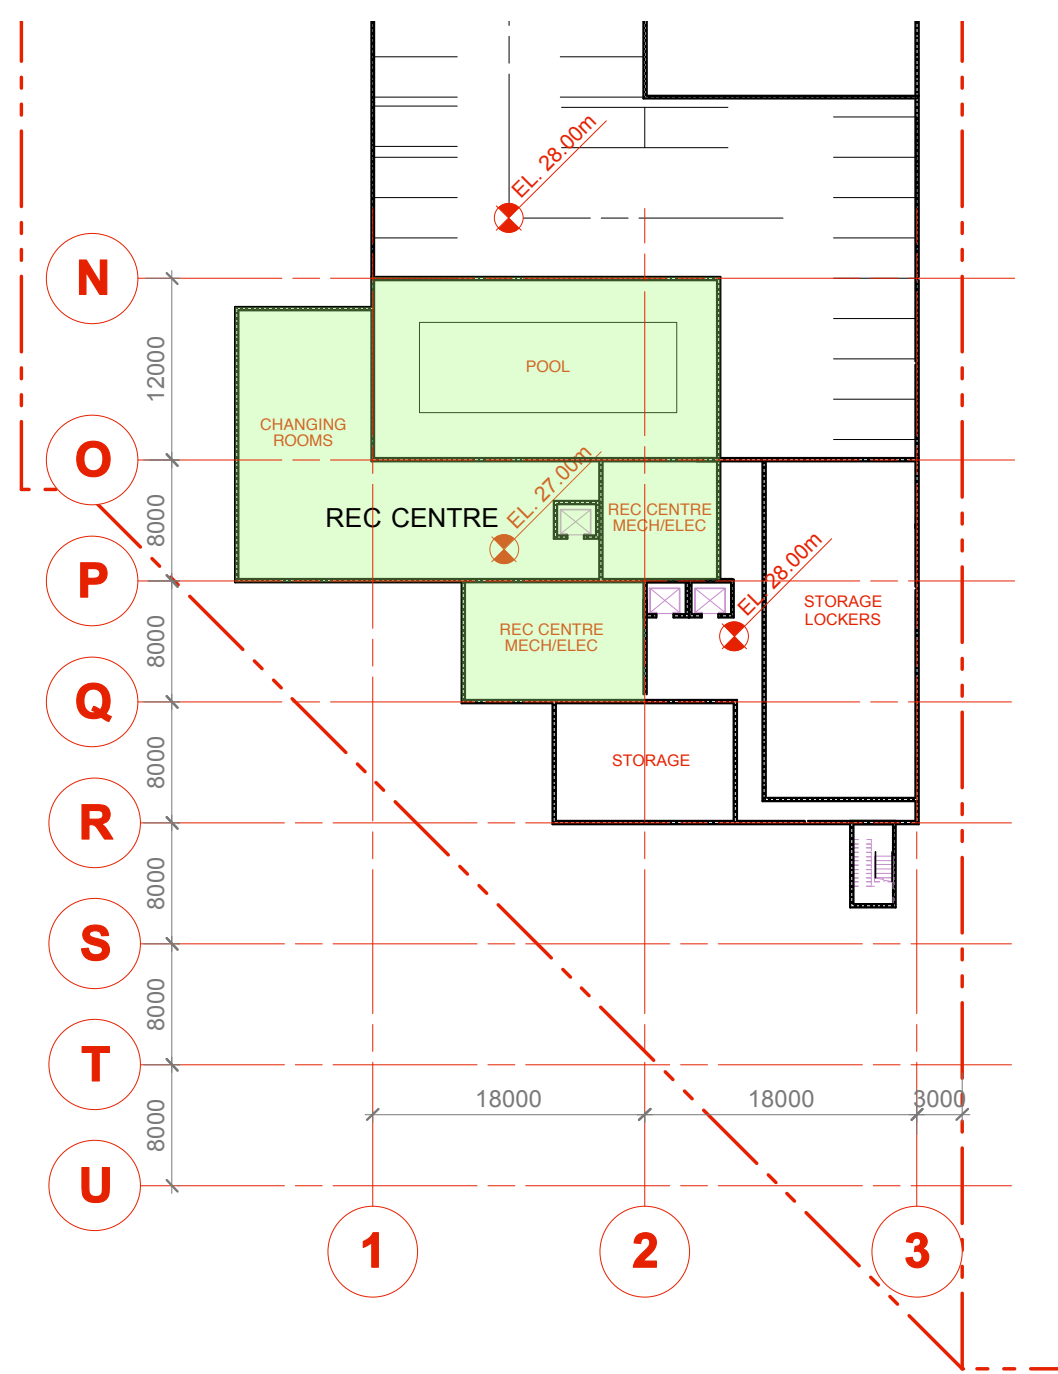 EL. 28.00m
N
12000
POOL
CHANGING
ROOMS
O
EL. 27.00m
8000
REC CENTRE
REC CENTRE
MECH/ELEC
EL. 28.00m
P
STORAGE
LOCKERS
8000
REC CENTRE
MECH/ELEC
Q
8000
STORAGE
R
8000
S
8000
T
8000
18000
18000
3000
U
1
2
3